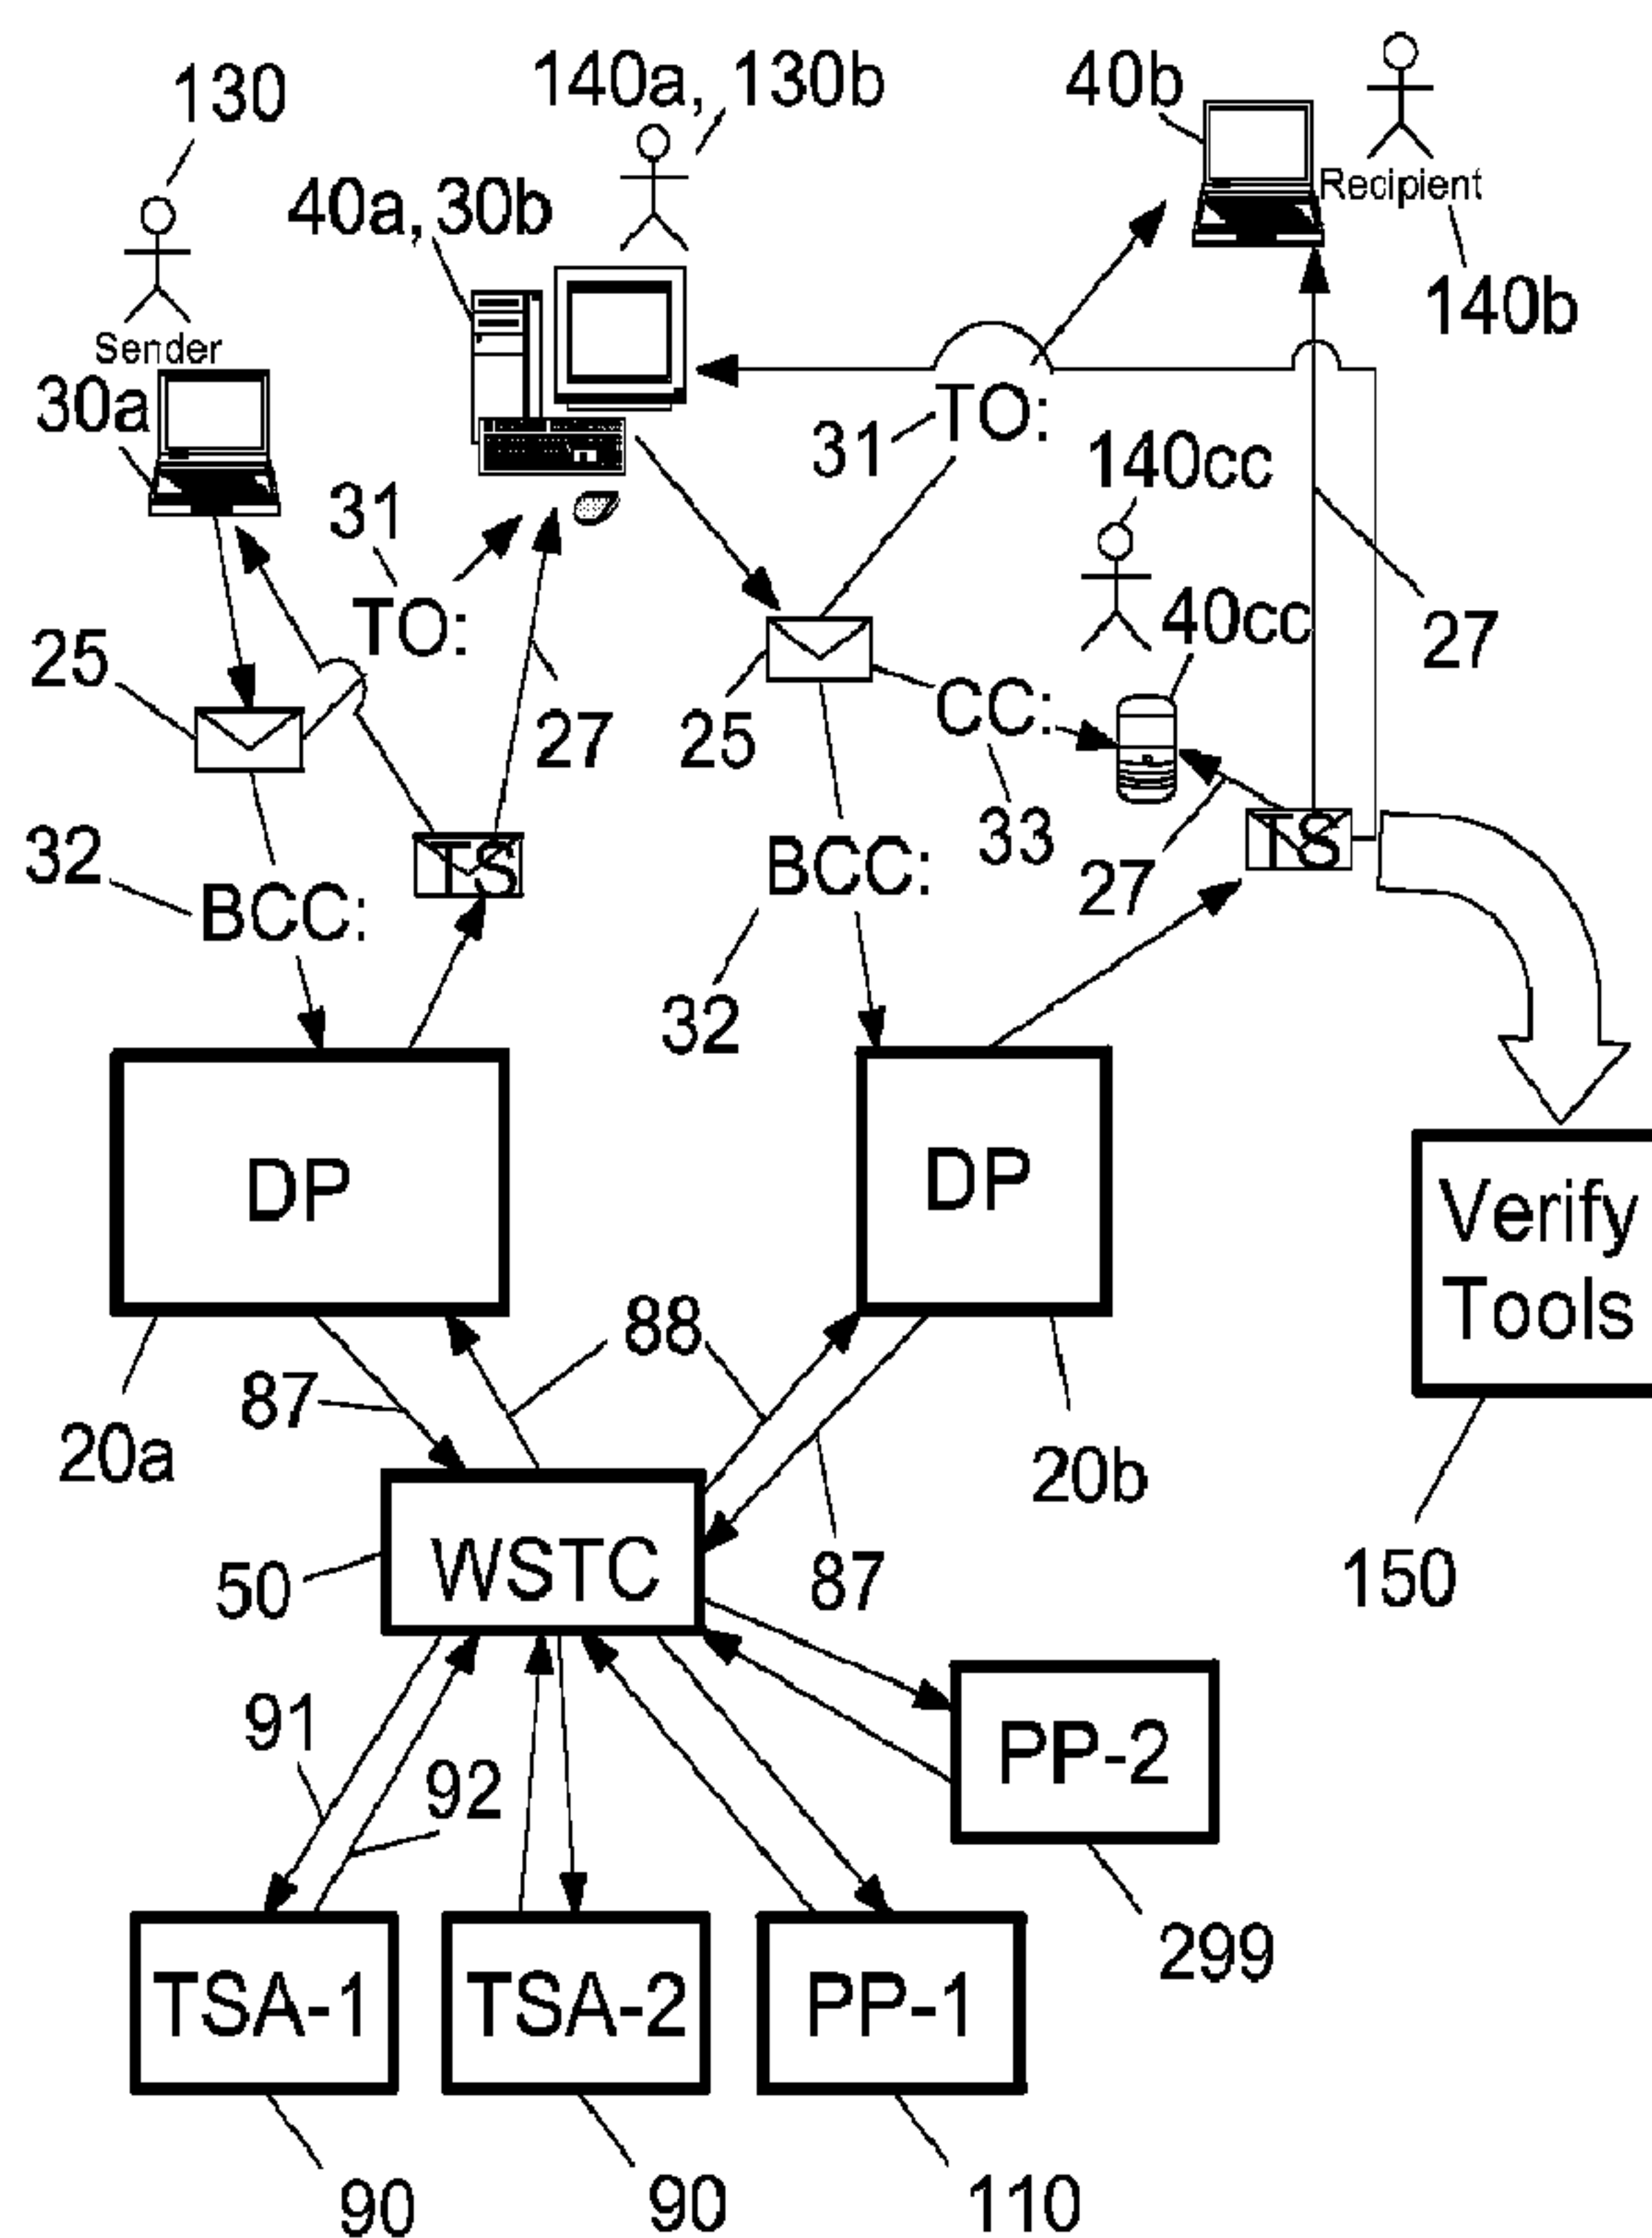 130
140a, 130b
40b
40a, 30b
Recipient
140b
Sender
30a
31
TO:
31
140cc
TO:
25
40cc
27
27
25
CC:
33
TS
32
BCC:
BCC:
27
TS
32
DP
DP
Verify
Tools
88
87
20a
20b
WSTC
50
87
150
91
PP-2
92
299
TSA-1
TSA-2
PP-1
90
90
110